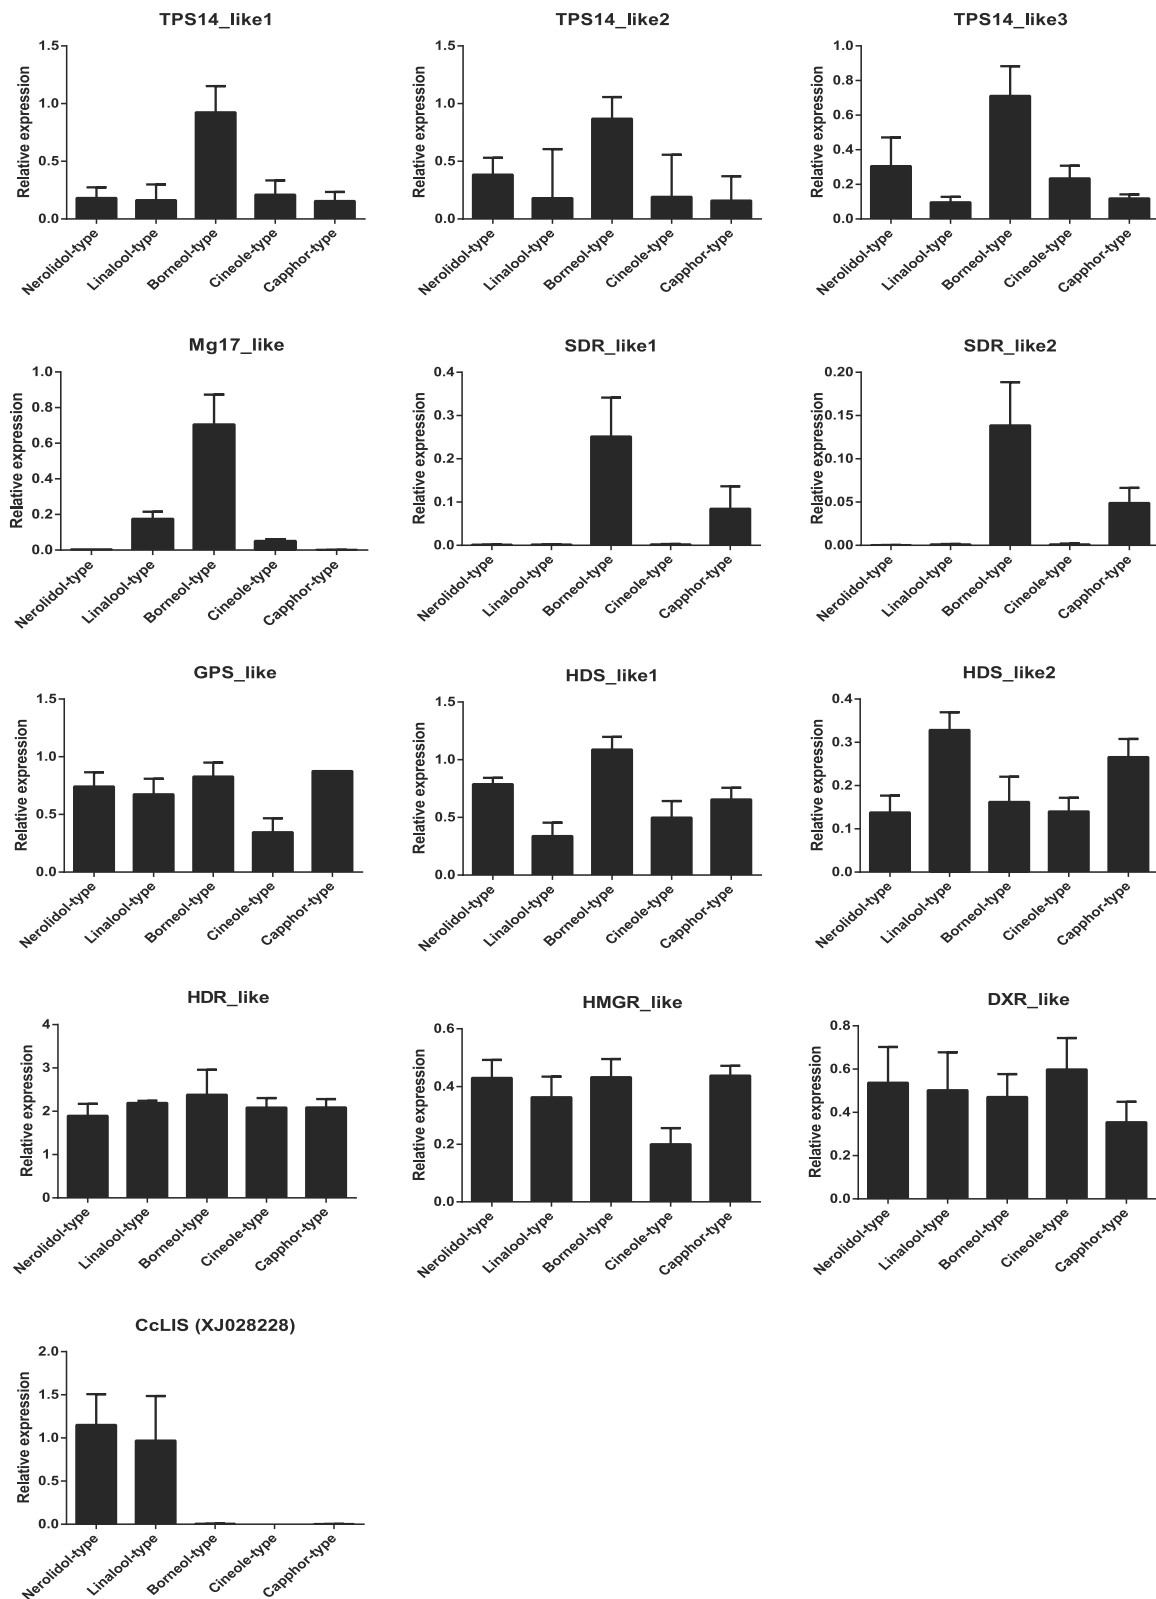 TPS14_like1
Relative expression
1.5
1.0
0.5
0.0
Nerolidol-type
Linalool-type
Borneol-type
Cineole-type
Capphor-type
TPS14_like2
Relative expression
1.5
1.0
0.5
0.0
Nerolidol-type
Linalool-type
Borneol-type
Cineole-type
Capphor-type
TPS14_like3
Relative expression
1.0
0.8
0.6
0.4
0.2
0.0
Nerolidol-type
Linalool-type
Borneol-type
Cineole-type
Capphor-type
Mg17_like
Relative expression
1.0
0.8
0.6
0.4
0.2
0.0
Nerolidol-type
Linalool-type
Borneol-type
Cineole-type
Capphor-type
SDR_like1
Relative expression
0.4
0.3
0.2
0.1
0.0
Nerolidol-type
Linalool-type
Borneol-type
Cineole-type
Capphor-type
SDR_like2
Relative expression
0.20
0.15
0.10
0.05
0.00
Nerolidol-type
Linalool-type
Borneol-type
Cineole-type
Capphor-type
GPS_like
Relative expression
1.5
1.0
0.5
0.0
Nerolidol-type
Linalool-type
Borneol-type
Cineole-type
Capphor-type
HDS_like1
Relative expression
1.5
1.0
0.5
0.0
Nerolidol-type
Linalool-type
Borneol-type
Cineole-type
Capphor-type
HDS_like2
Relative expression
0.4
0.3
0.2
0.1
0.0
Nerolidol-type
Linalool-type
Borneol-type
Cineole-type
Capphor-type
HDR_like
Relative expression
4
3
2
1
0
Nerolidol-type
Linalool-type
Borneol-type
Cineole-type
Capphor-type
HMGR_like
Relative expression
0.6
0.4
0.2
0.0
Nerolidol-type
Linalool-type
Borneol-type
Cineole-type
Capphor-type
DXR_like
Relative expression
0.8
0.6
0.4
0.2
0.0
Nerolidol-type
Linalool-type
Borneol-type
Cineole-type
Capphor-type
CcLIS (XJ028228)
Relative expression
2.0
1.5
1.0
0.5
0.0
Nerolidol-type
Linalool-type
Borneol-type
Cineole-type
Capphor-type